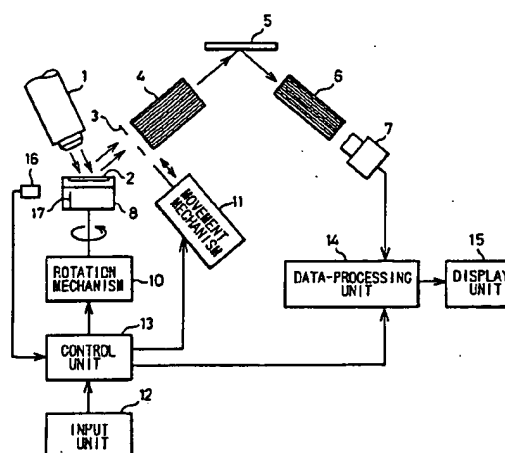 5
4
6
1
3
7
16
2
17
8
11
MOVEMENT
MECHANISM
14
15
ROTATION
MECHANISM
10
DATA-PROCESSING
UNIT
DISPLAY
UNIT
13
CONTROL
UNIT
12
INPUT
UNIT